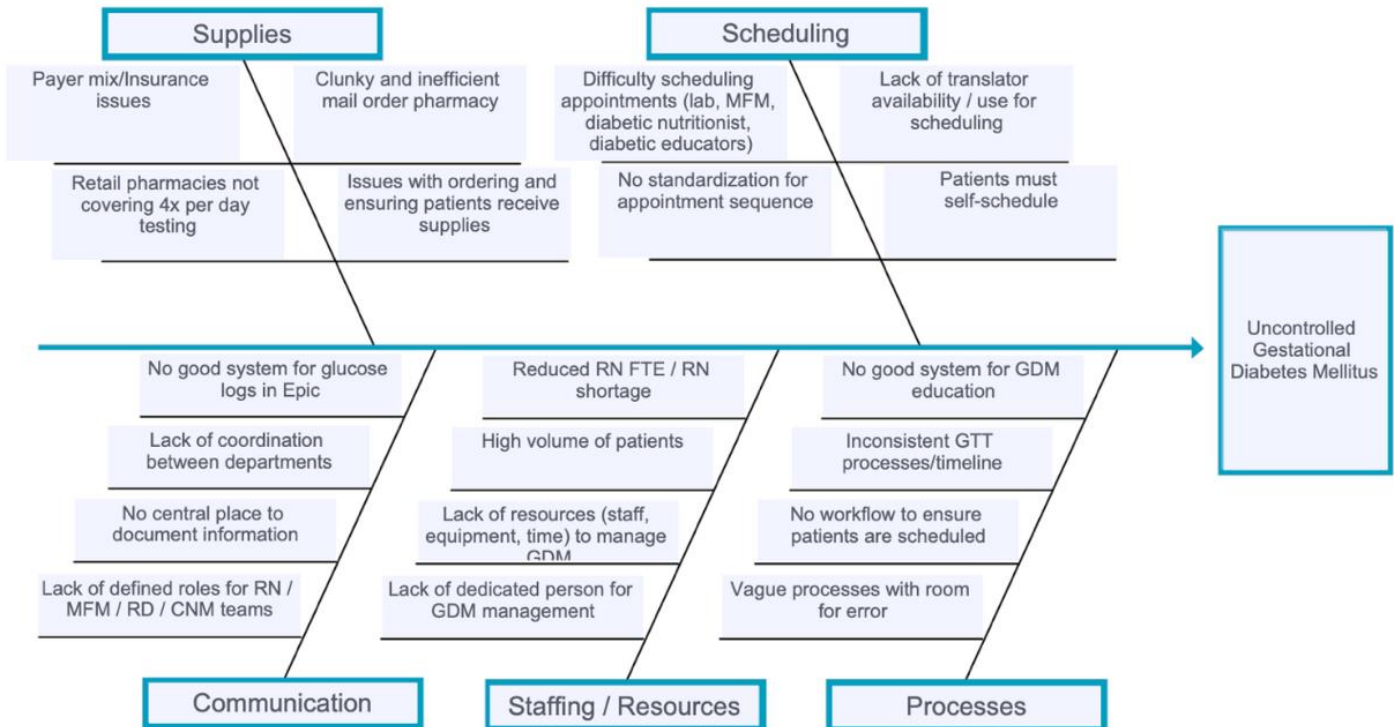 Supplies
Scheduling
Payer mix/Insurance
issues
Clunky and inefficient
mail order pharmacy
Difficulty scheduling
appointments (lab, MFM,
diabetic nutritionist,
diabetic educators)
Lack of translator
availability / use for
scheduling
Retail pharmacies not
covering 4x per day
testing
Issues with ordering and
ensuring patients receive
supplies
No standardization for
appointment sequence
Patients must
self-schedule
Uncontrolled
Gestational
Diabetes Mellitus
No good system for glucose
logs in Epic
Lack of coordination
between departments
No central place to
document information
Lack of defined roles for RN /
MFM / RD / CNM teams
Reduced RN FTE / RN
shortage
High volume of patients
Lack of resources (staff,
equipment, time) to manage
GDM
Lack of dedicated person for
GDM management
No good system for GDM
education
Inconsistent GTT
processes/timeline
No workflow to ensure
patients are scheduled
Vague processes with room
for error
Communication
Staffing / Resources
Processes